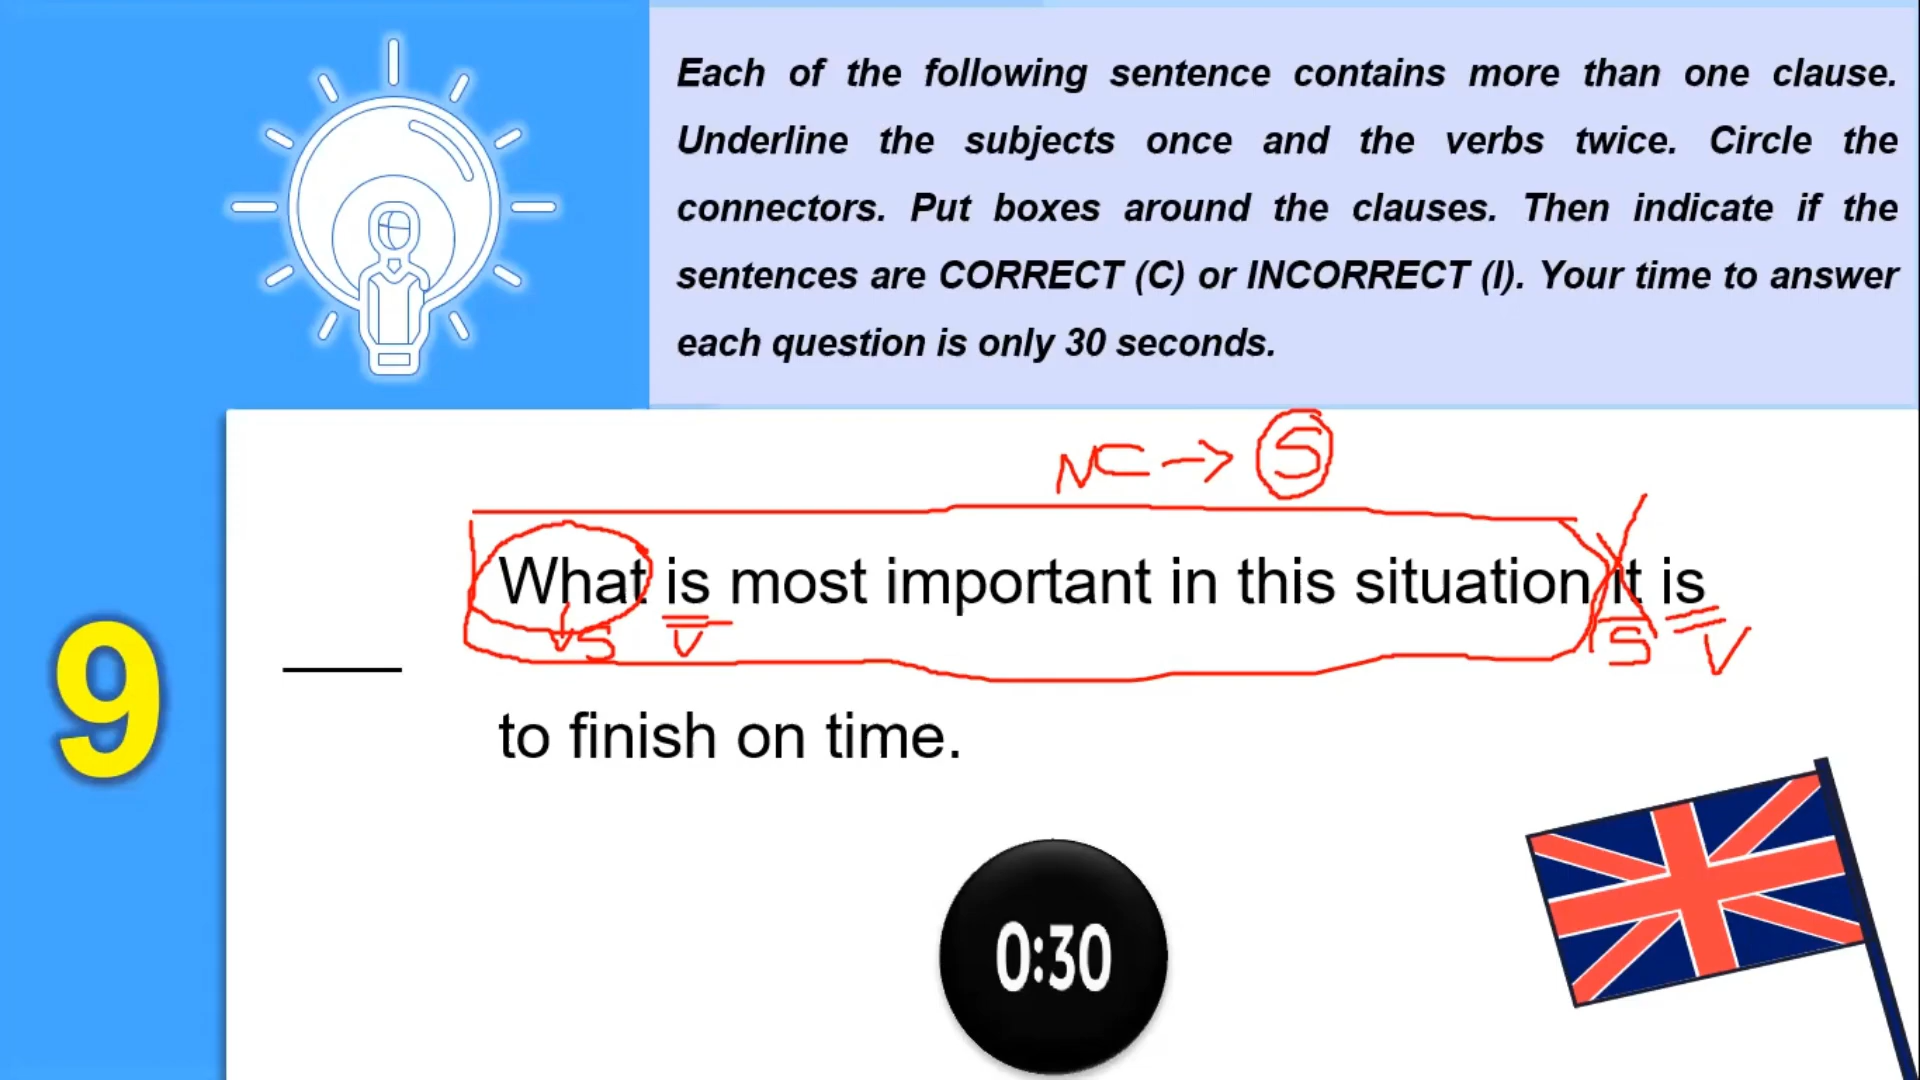 Each of the following sentence contains more than one clause.
Underline the subjects once and the verbs twice. Circle the
connectors. Put boxes around the clauses. Then indicate if the
sentences are CORRECT (C) or INCORRECT (I). Your time to answer
each question is only 30 seconds.
NC → S
What is most important in this situation it is
S V S V
9 ____
to finish on time.
0:30